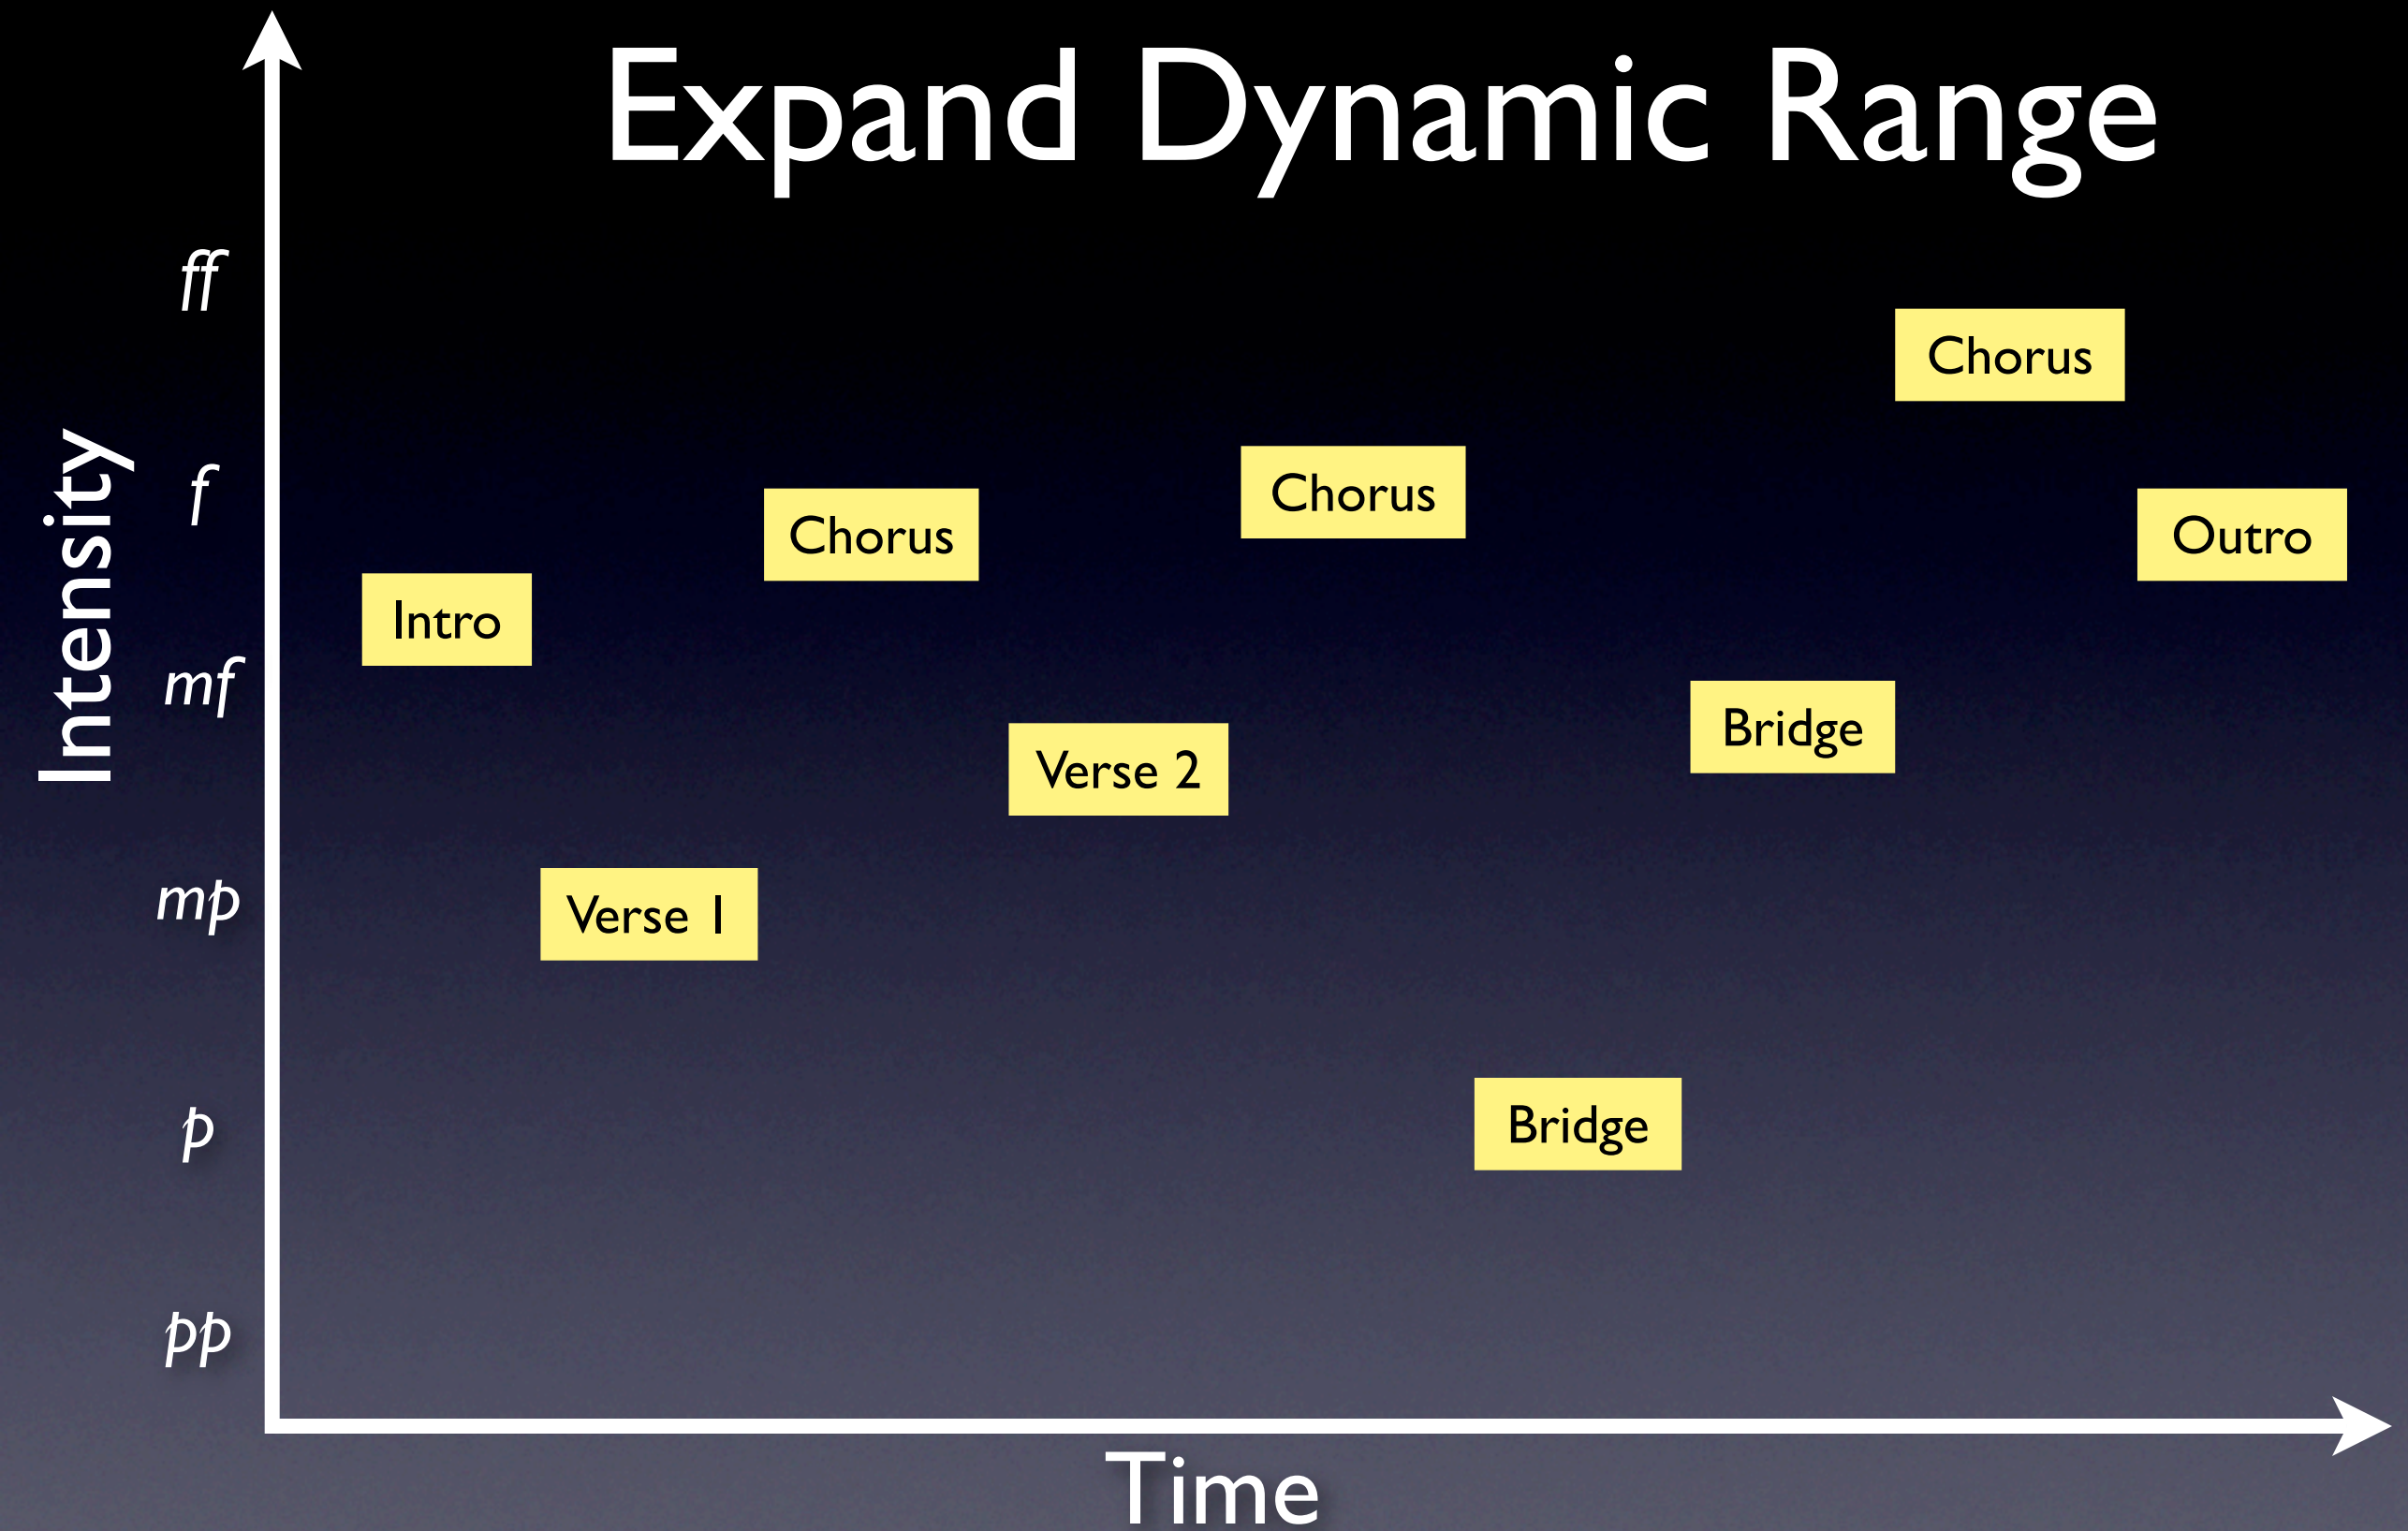 Expand Dynamic Range
Intensity
ff
f
mf
mp
p
pp
Intro
Verse 1
Chorus
Verse 2
Chorus
Bridge
Bridge
Chorus
Outro
Time